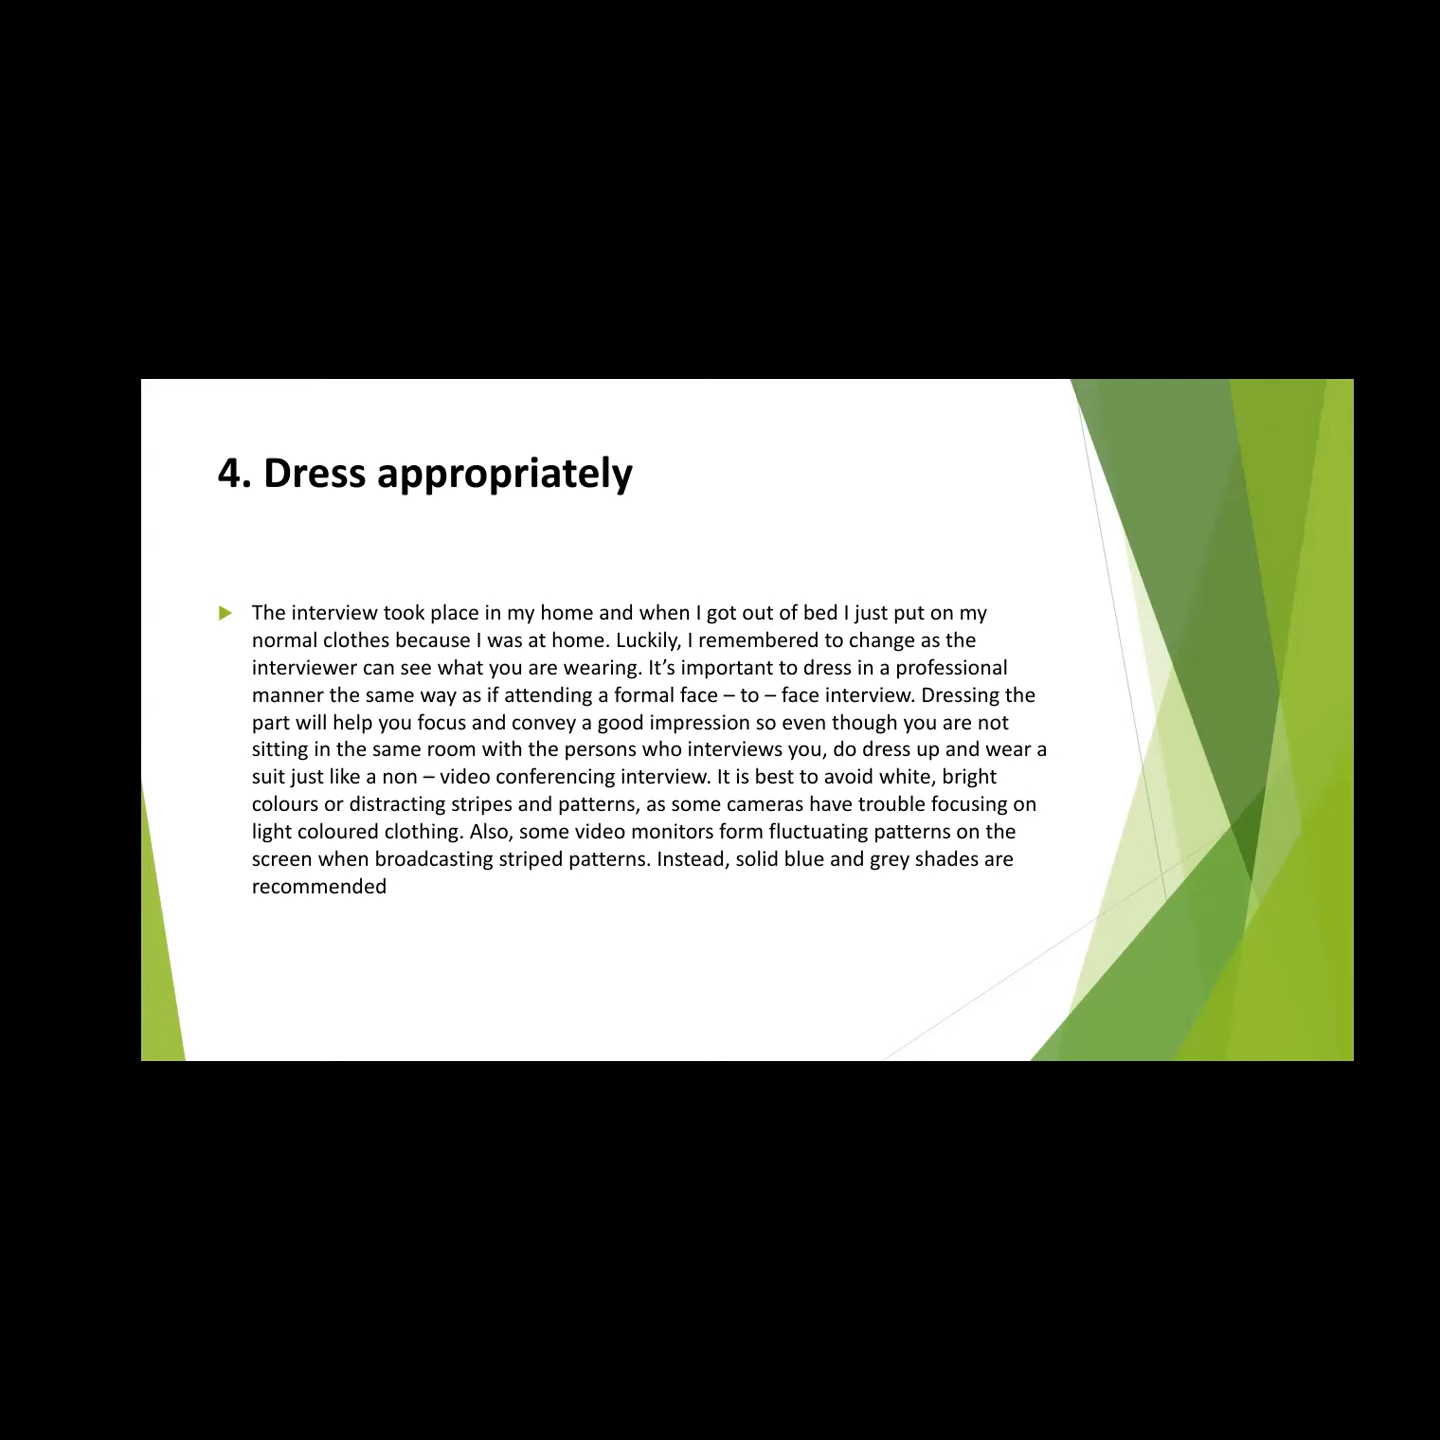 4. Dress appropriately
The interview took place in my home and when I got out of bed I just put on my
normal clothes because I was at home. Luckily, I remembered to change as the
interviewer can see what you are wearing. It’s important to dress in a professional
manner the same way as if attending a formal face – to – face interview. Dressing the
part will help you focus and convey a good impression so even though you are not
sitting in the same room with the persons who interviews you, do dress up and wear a
suit just like a non – video conferencing interview. It is best to avoid white, bright
colours or distracting stripes and patterns, as some cameras have trouble focusing on
light coloured clothing. Also, some video monitors form fluctuating patterns on the
screen when broadcasting striped patterns. Instead, solid blue and grey shades are
recommended